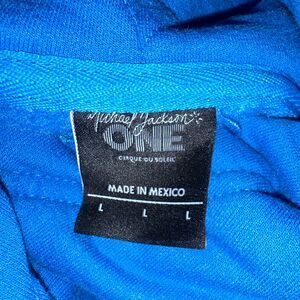 Michael Jackson
ONE
CIRQUE DU SOLEIL
MADE IN MEXICO
L L L